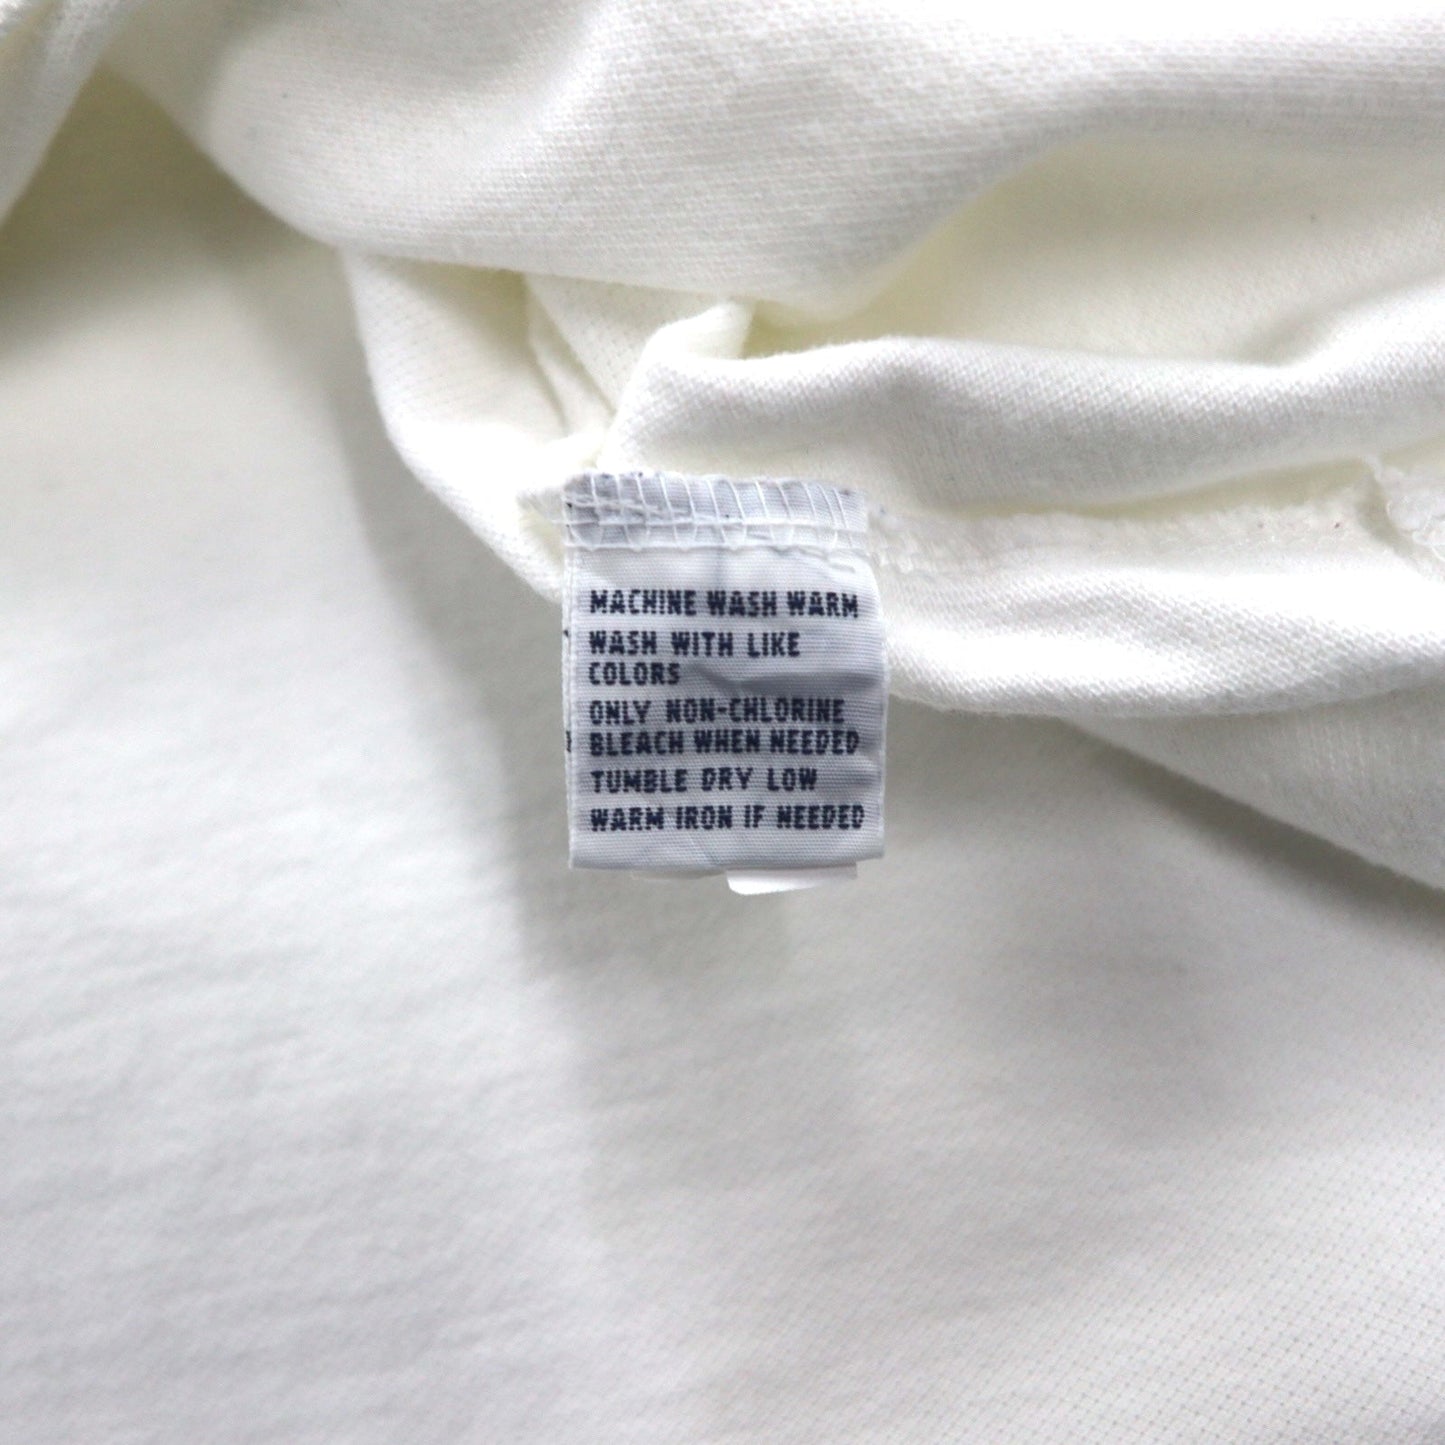 MACHINE WASH WARM
WASH WITH LIKE
COLORS
ONLY NON-CHLORINE
BLEACH WHEN NEEDED
TUMBLE DRY LOW
WARM IRON IF NEEDED